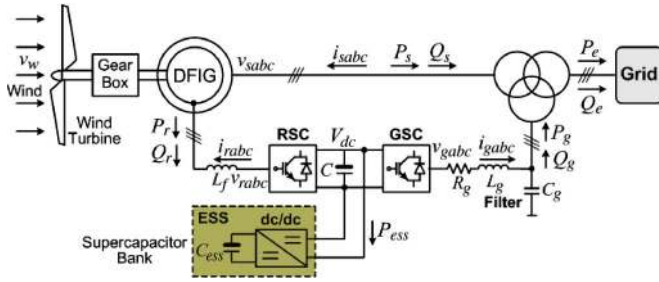 v_w
Wind
Wind
Turbine
Gear
Box
DFIG
v_sabc
i_sabc
P_s
Q_s
P_e
Q_e
Grid
P_r
Q_r
i_rabc
L_f
v_rabc
RSC
V_dc
C
GSC
v_gabc
i_gabc
R_g
L_g
Filter
P_g
Q_g
C_g
ESS
dc/dc
C_ess
P_ess
Supercapacitor
Bank